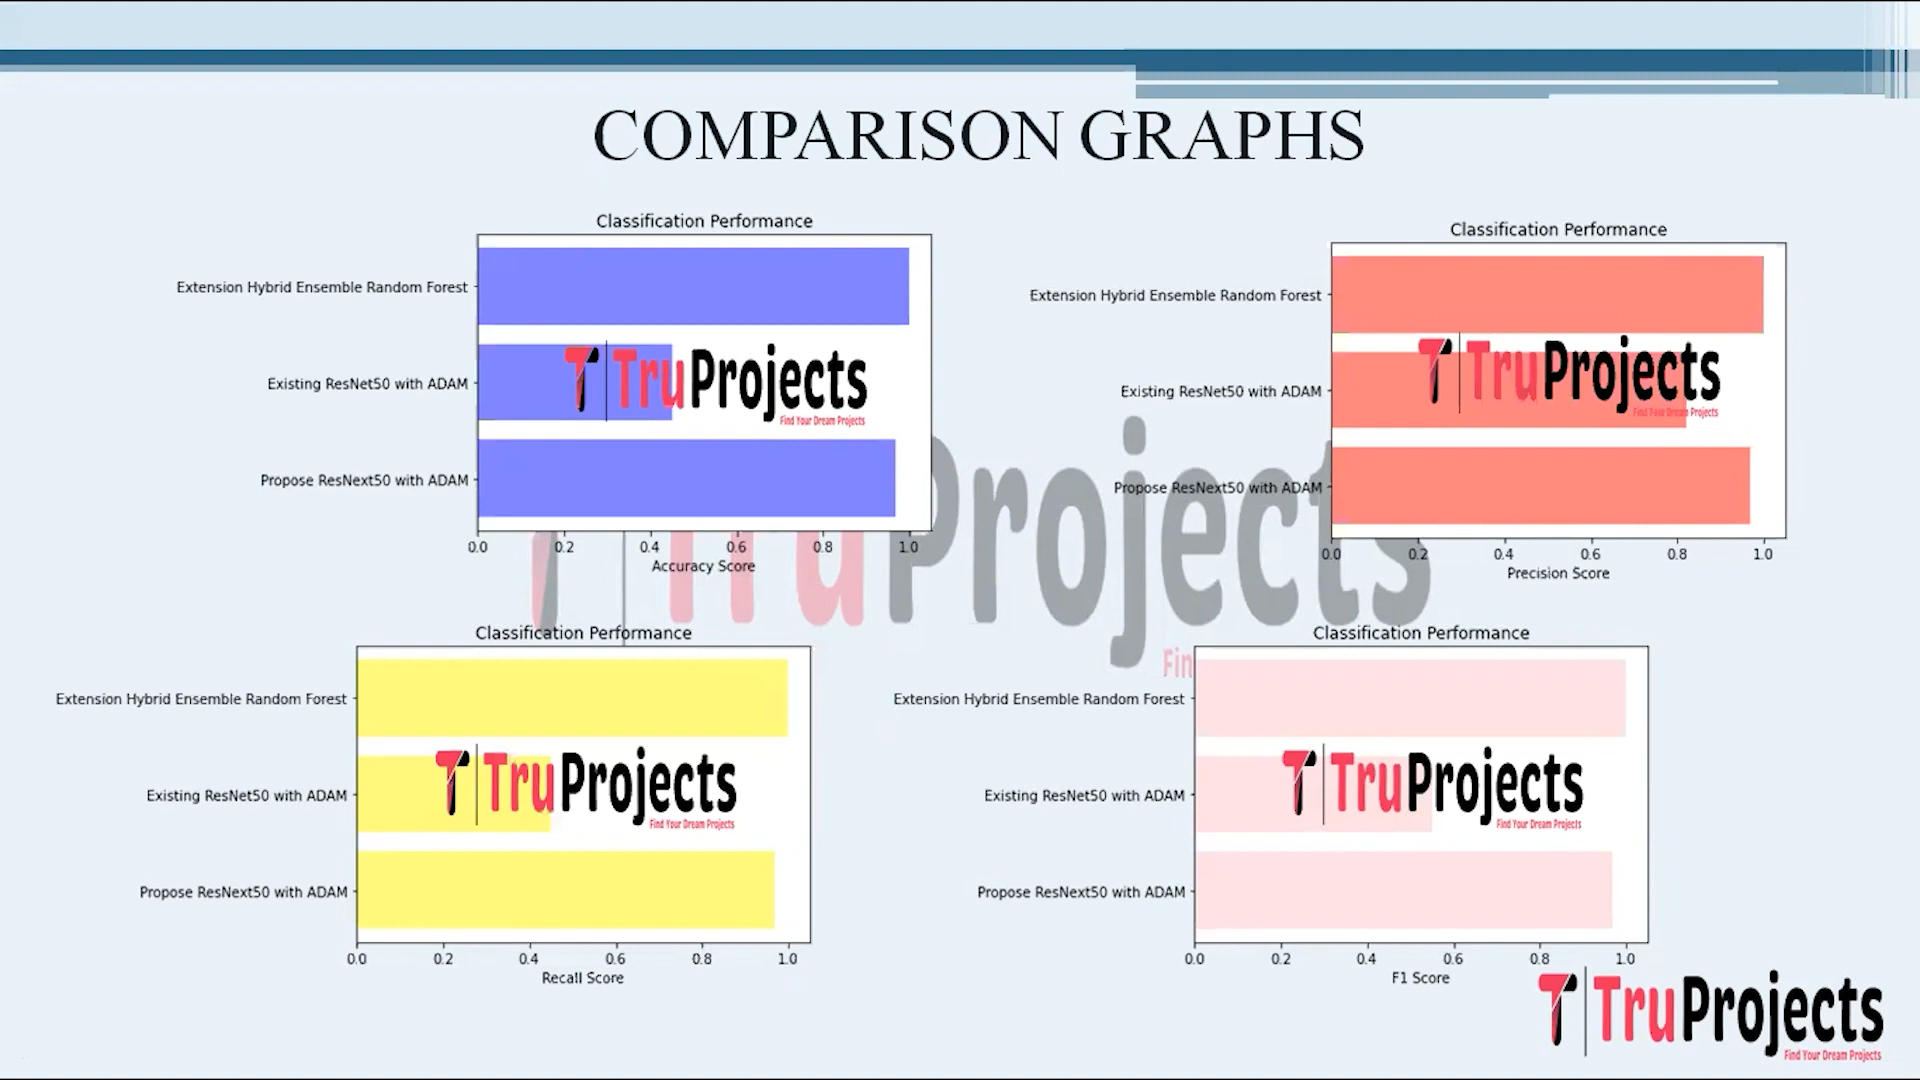 COMPARISON GRAPHS
Classification Performance
Extension Hybrid Ensemble Random Forest
Existing ResNet50 with ADAM
Propose ResNext50 with ADAM
TruProjects
Find Your Dream Projects
0.0 0.2 0.4 0.6 0.8 1.0
Accuracy Score
Classification Performance
Extension Hybrid Ensemble Random Forest
Existing ResNet50 with ADAM
Propose ResNext50 with ADAM
TruProjects
Find Your Dream Projects
0.0 0.2 0.4 0.6 0.8 1.0
Precision Score
TruProjects
Fin
Classification Performance
Extension Hybrid Ensemble Random Forest
Existing ResNet50 with ADAM
Propose ResNext50 with ADAM
TruProjects
Find Your Dream Projects
0.0 0.2 0.4 0.6 0.8 1.0
Recall Score
Classification Performance
Extension Hybrid Ensemble Random Forest
Existing ResNet50 with ADAM
Propose ResNext50 with ADAM
TruProjects
Find Your Dream Projects
0.0 0.2 0.4 0.6 0.8 1.0
F1 Score
TruProjects
Find Your Dream Projects